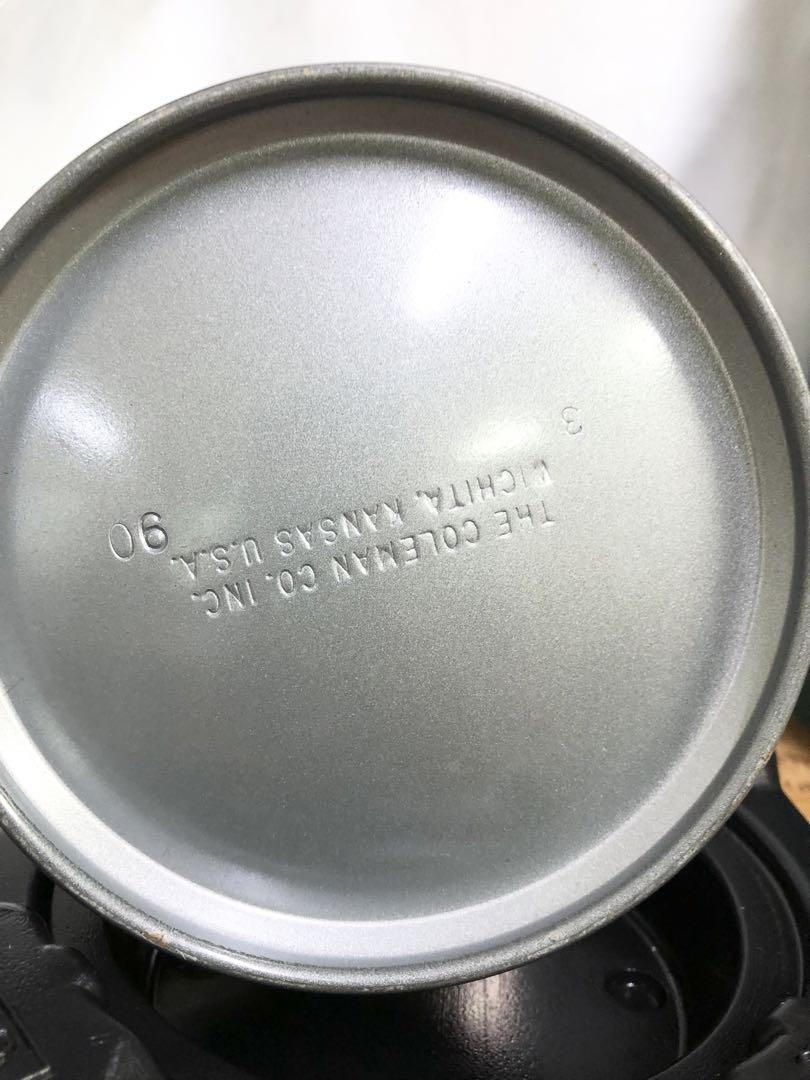 THE COLEMAN CO. INC.
WICHITA, KANSAS U.S.A.
3
90